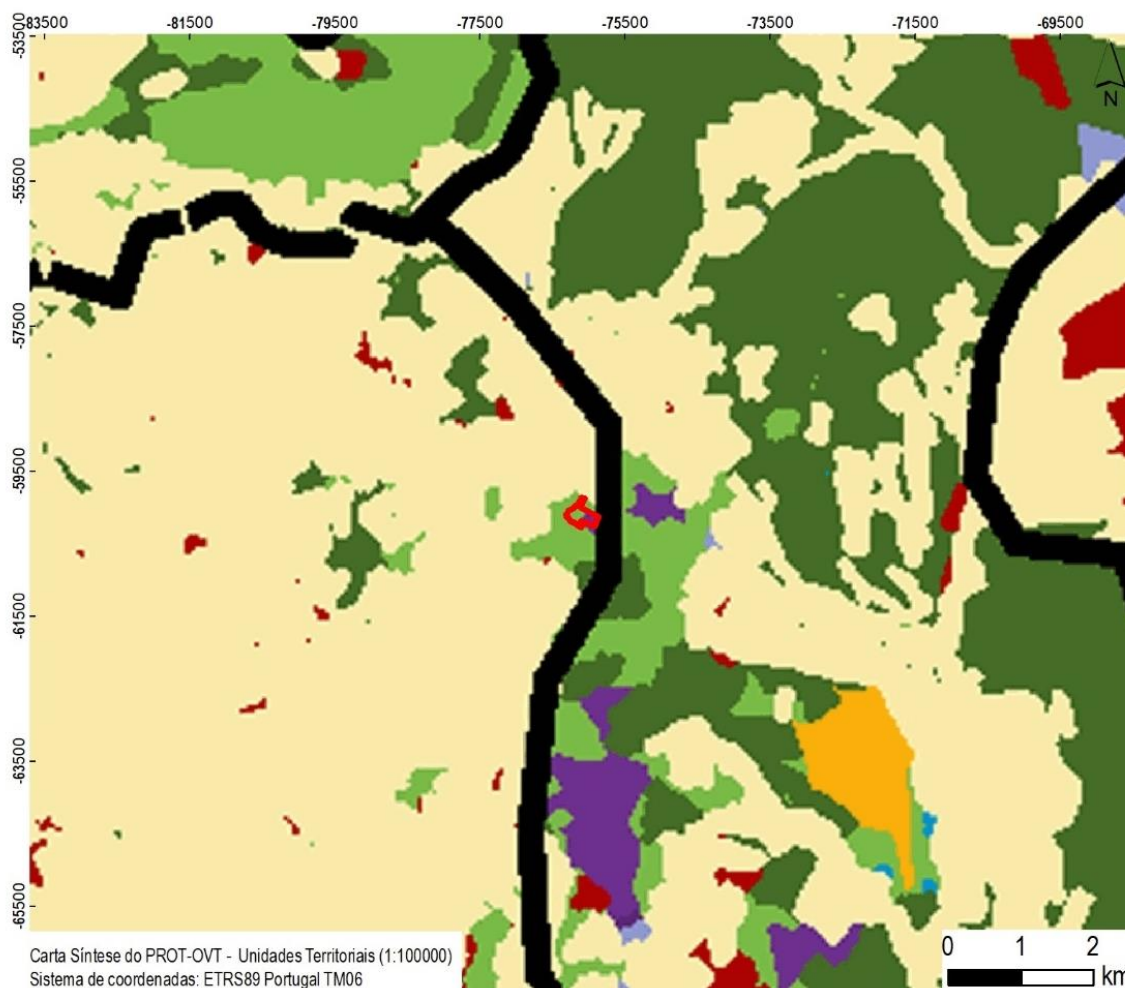 -83500 -81500 -79500 -77500 -75500 -73500 -71500 -69500
-53500
-55500
-57500
-59500
-61500
-63500
-65500
N
Carta Síntese do PROT-OVT - Unidades Territoriais (1:100000)
Sistema de coordenadas: ETRS89 Portugal TM06
0 1 2
km